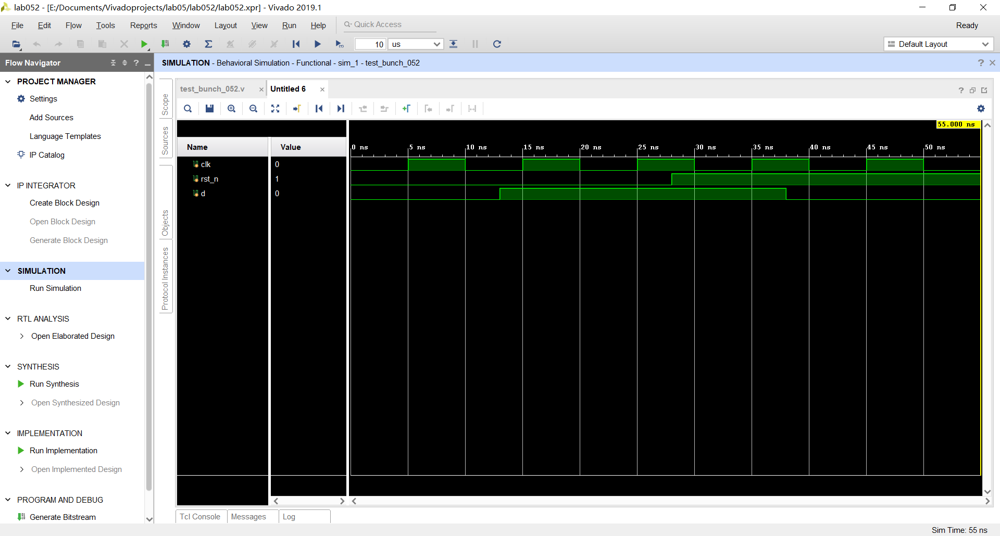 lab052 - [E:/Documents/Vivadoprojects/lab05/lab052/lab052.xpr] - Vivado 2019.1
File Edit Flow Tools Reports Window Layout View Run Help Quick Access Ready
10 us Default Layout
Flow Navigator
SIMULATION - Behavioral Simulation - Functional - sim_1 - test_bunch_052
PROJECT MANAGER
Settings
Add Sources
Language Templates
IP Catalog
IP INTEGRATOR
Create Block Design
Open Block Design
Generate Block Design
SIMULATION
Run Simulation
RTL ANALYSIS
Open Elaborated Design
SYNTHESIS
Run Synthesis
Open Synthesized Design
IMPLEMENTATION
Run Implementation
Open Implemented Design
PROGRAM AND DEBUG
Generate Bitstream
Scope
Sources
Objects
Protocol Instances
test_bunch_052.v Untitled 6
55.000 ns
Name Value
0 ns 5 ns 10 ns 15 ns 20 ns 25 ns 30 ns 35 ns 40 ns 45 ns 50 ns
clk 0
rst_n 1
d 0
Tcl Console Messages Log
Sim Time: 55 ns